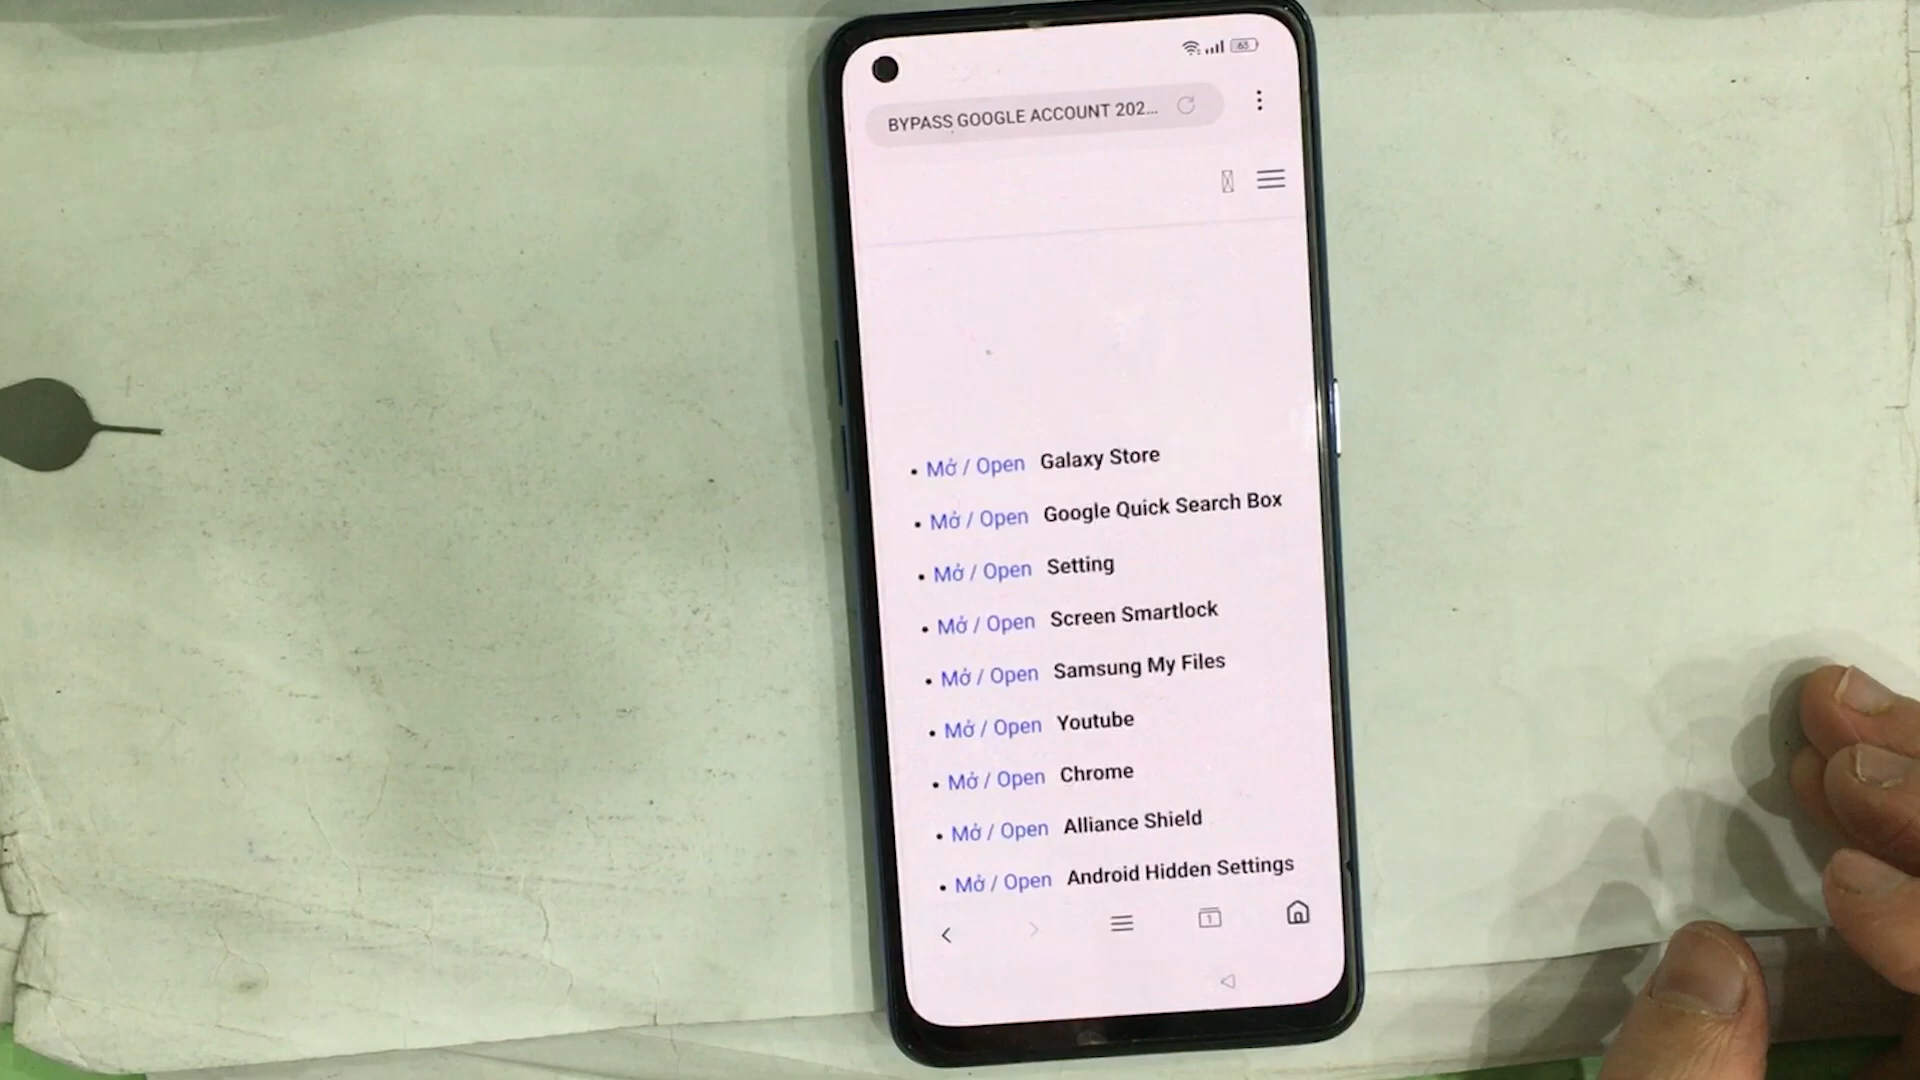 63
BYPASS GOOGLE ACCOUNT 202...
Mở / Open Galaxy Store
Mở / Open Google Quick Search Box
Mở / Open Setting
Mở / Open Screen Smartlock
Mở / Open Samsung My Files
Mở / Open Youtube
Mở / Open Chrome
Mở / Open Alliance Shield
Mở / Open Android Hidden Settings
1